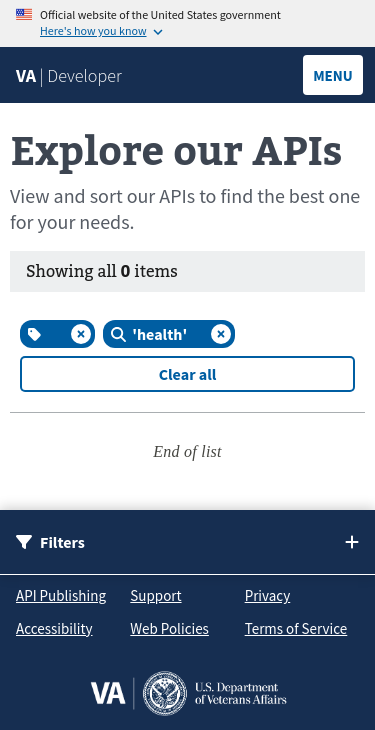 Official website of the United States government
Here's how you know
VA | Developer
MENU
Explore our APIs
View and sort our APIs to find the best one
for your needs.
Showing all 0 items
'health'
Clear all
End of list
Filters
API Publishing Support Privacy
Accessibility Web Policies Terms of Service
VA
U.S. Department
of Veterans Affairs